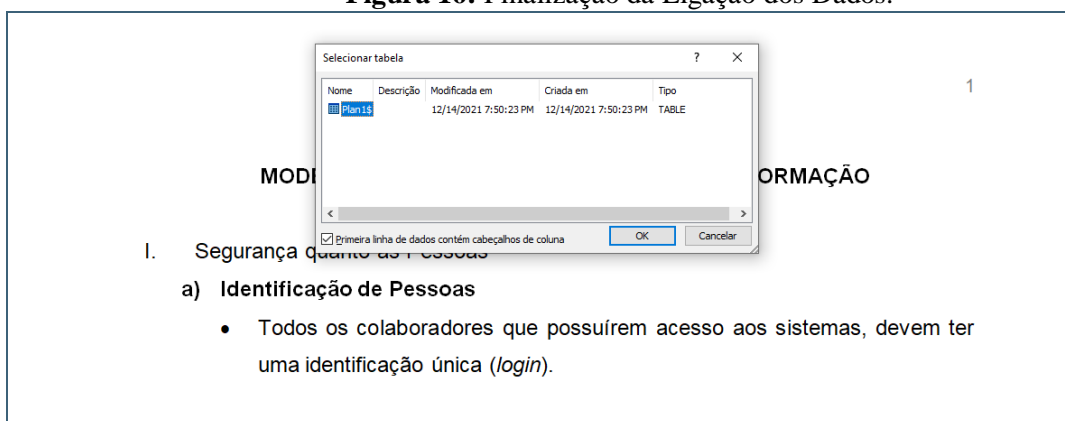 Figura 10. Finalização da Ligação dos Dados.
Selecionar tabela ? ×
Nome Descrição Modificada em Criada em Tipo
Plan1$ 12/14/2021 7:50:23 PM 12/14/2021 7:50:23 PM TABLE
1
MODE ORMAÇÃO
Primeira linha de dados contém cabeçalhos de coluna OK Cancelar
I. Segurança quanto às Pessoas
a) Identificação de Pessoas
• Todos os colaboradores que possuírem acesso aos sistemas, devem ter
uma identificação única (login).